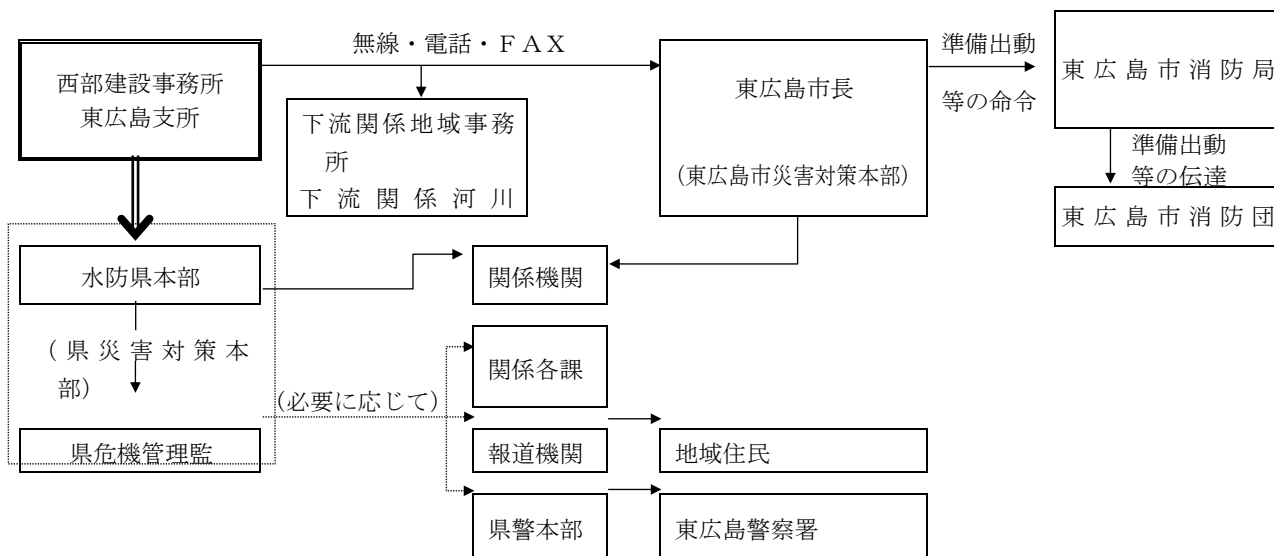 無線・電話・ＦＡＸ
西部建設事務所
東広島支所
下流関係地域事務
所
下流関係河川
東広島市長
(東広島市災害対策本部)
準備出動
等の命令
東広島市消防局
準備出動
等の伝達
東広島市消防団
水防県本部
(県災害対策本
部)
県危機管理監
(必要に応じて)
関係機関
関係各課
報道機関
地域住民
県警本部
東広島警察署